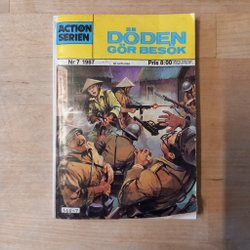 ACTION
SERIEN
DÖDEN
GÖR BESÖK
Nr 7 1987
Pris 8:00